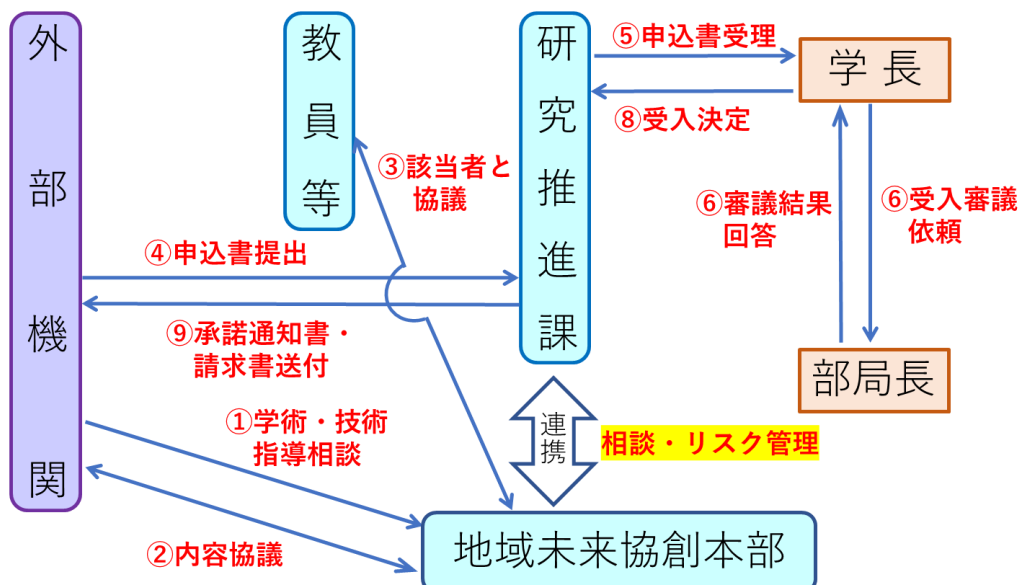 外部機関
教員等
研究推進課
⑤申込書受理
学長
⑧受入決定
③該当者と
協議
⑥審議結果
回答
⑥受入審議
依頼
④申込書提出
⑨承諾通知書・
請求書送付
部局長
①学術・技術
指導相談
連携
相談・リスク管理
②内容協議
地域未来協創本部